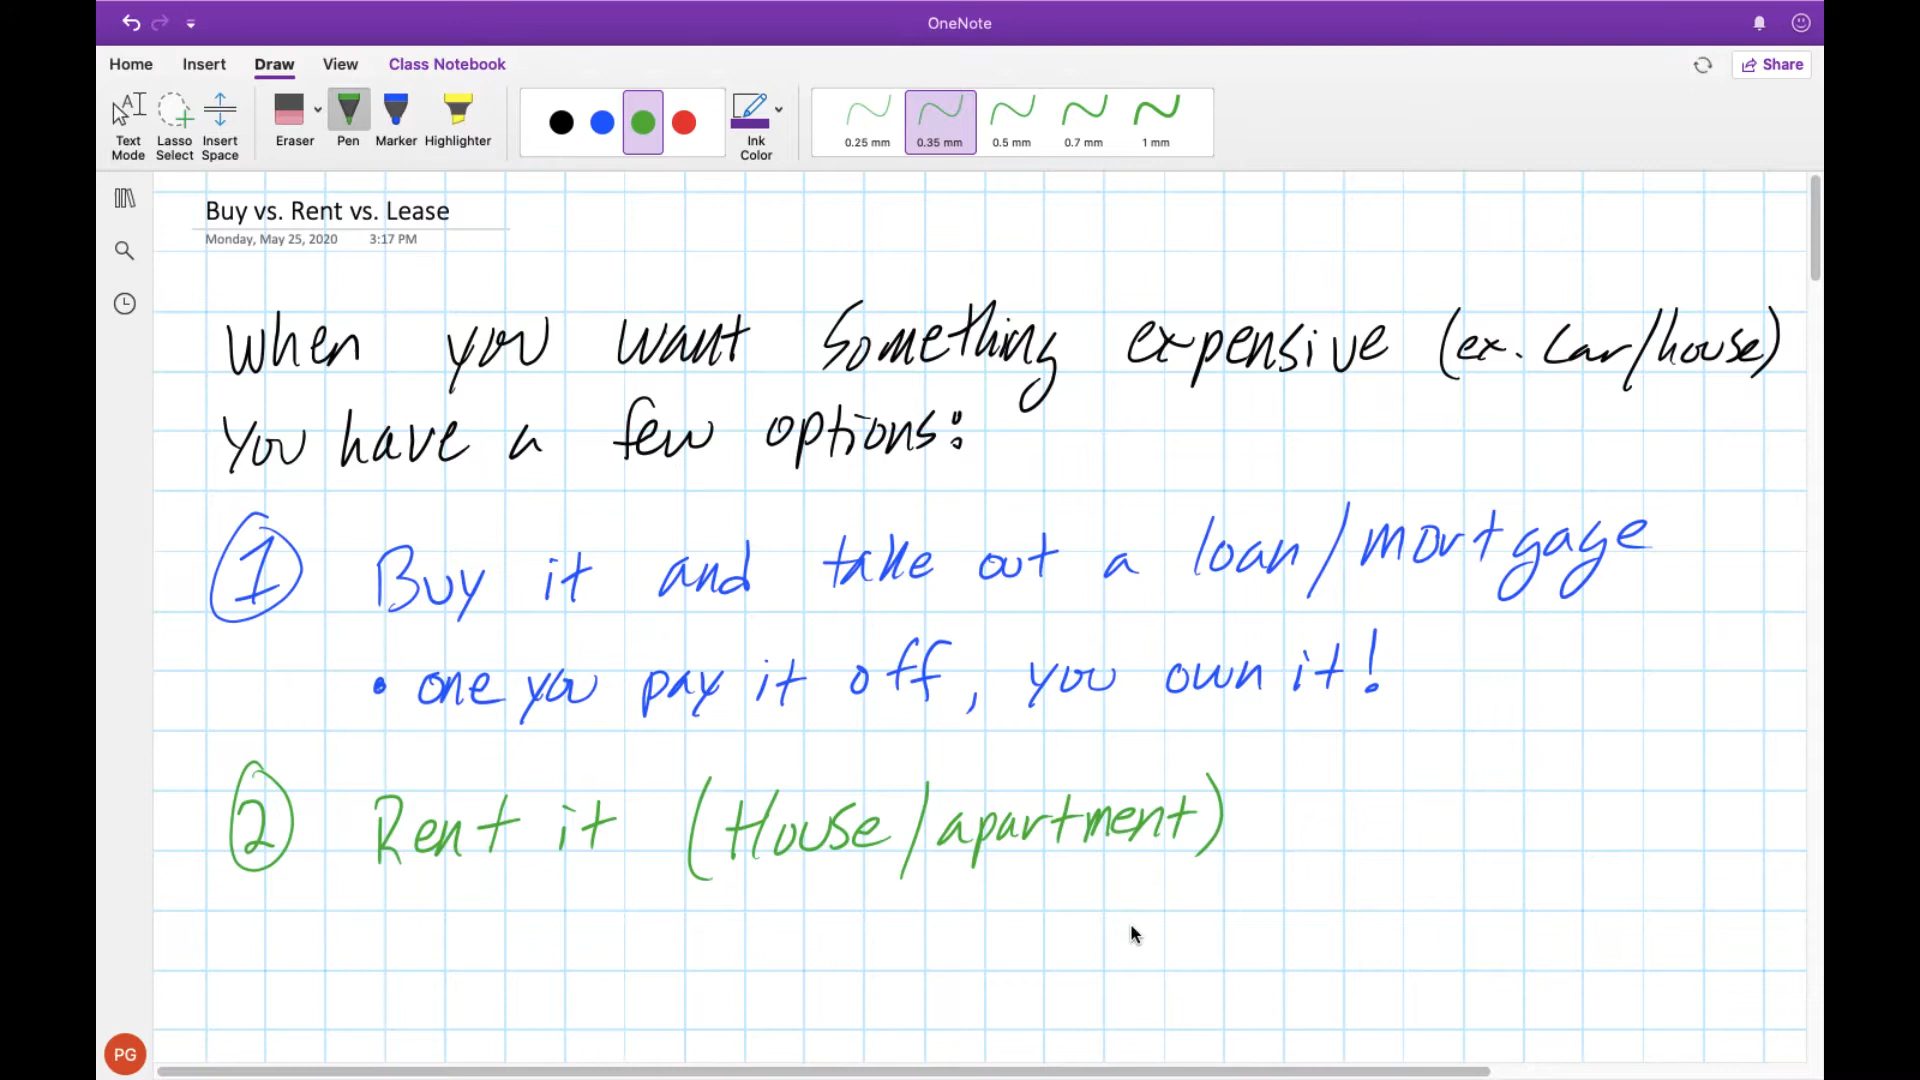 OneNote
Home Insert Draw View Class Notebook Share
Text Mode Lasso Select Insert Space Eraser Pen Marker Highlighter Ink Color 0.25 mm 0.35 mm 0.5 mm 0.7 mm 1 mm
Buy vs. Rent vs. Lease
Monday, May 25, 2020 3:17 PM
When you want something expensive (ex. car/house)
you have a few options:
1 Buy it and take out a loan/mortgage
• one you pay it off, you own it!
2 Rent it (House/apartment)
PG